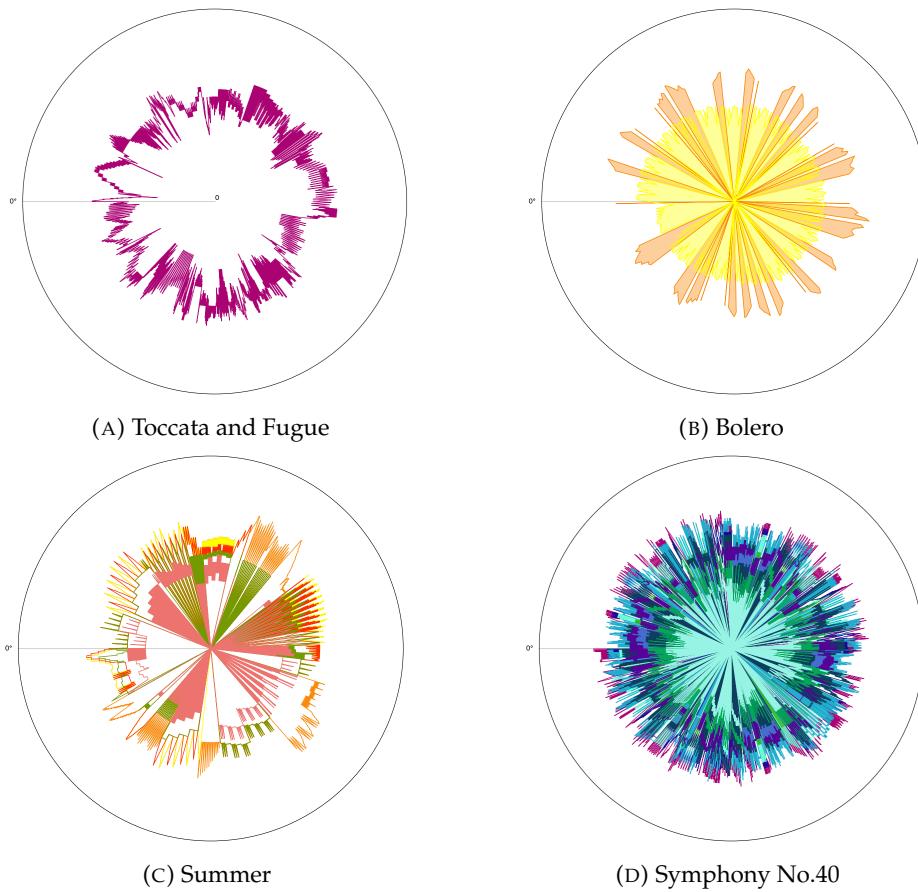 0°
0
0°
(A) Toccata and Fugue
(B) Bolero
0°
0°
(C) Summer
(D) Symphony No.40